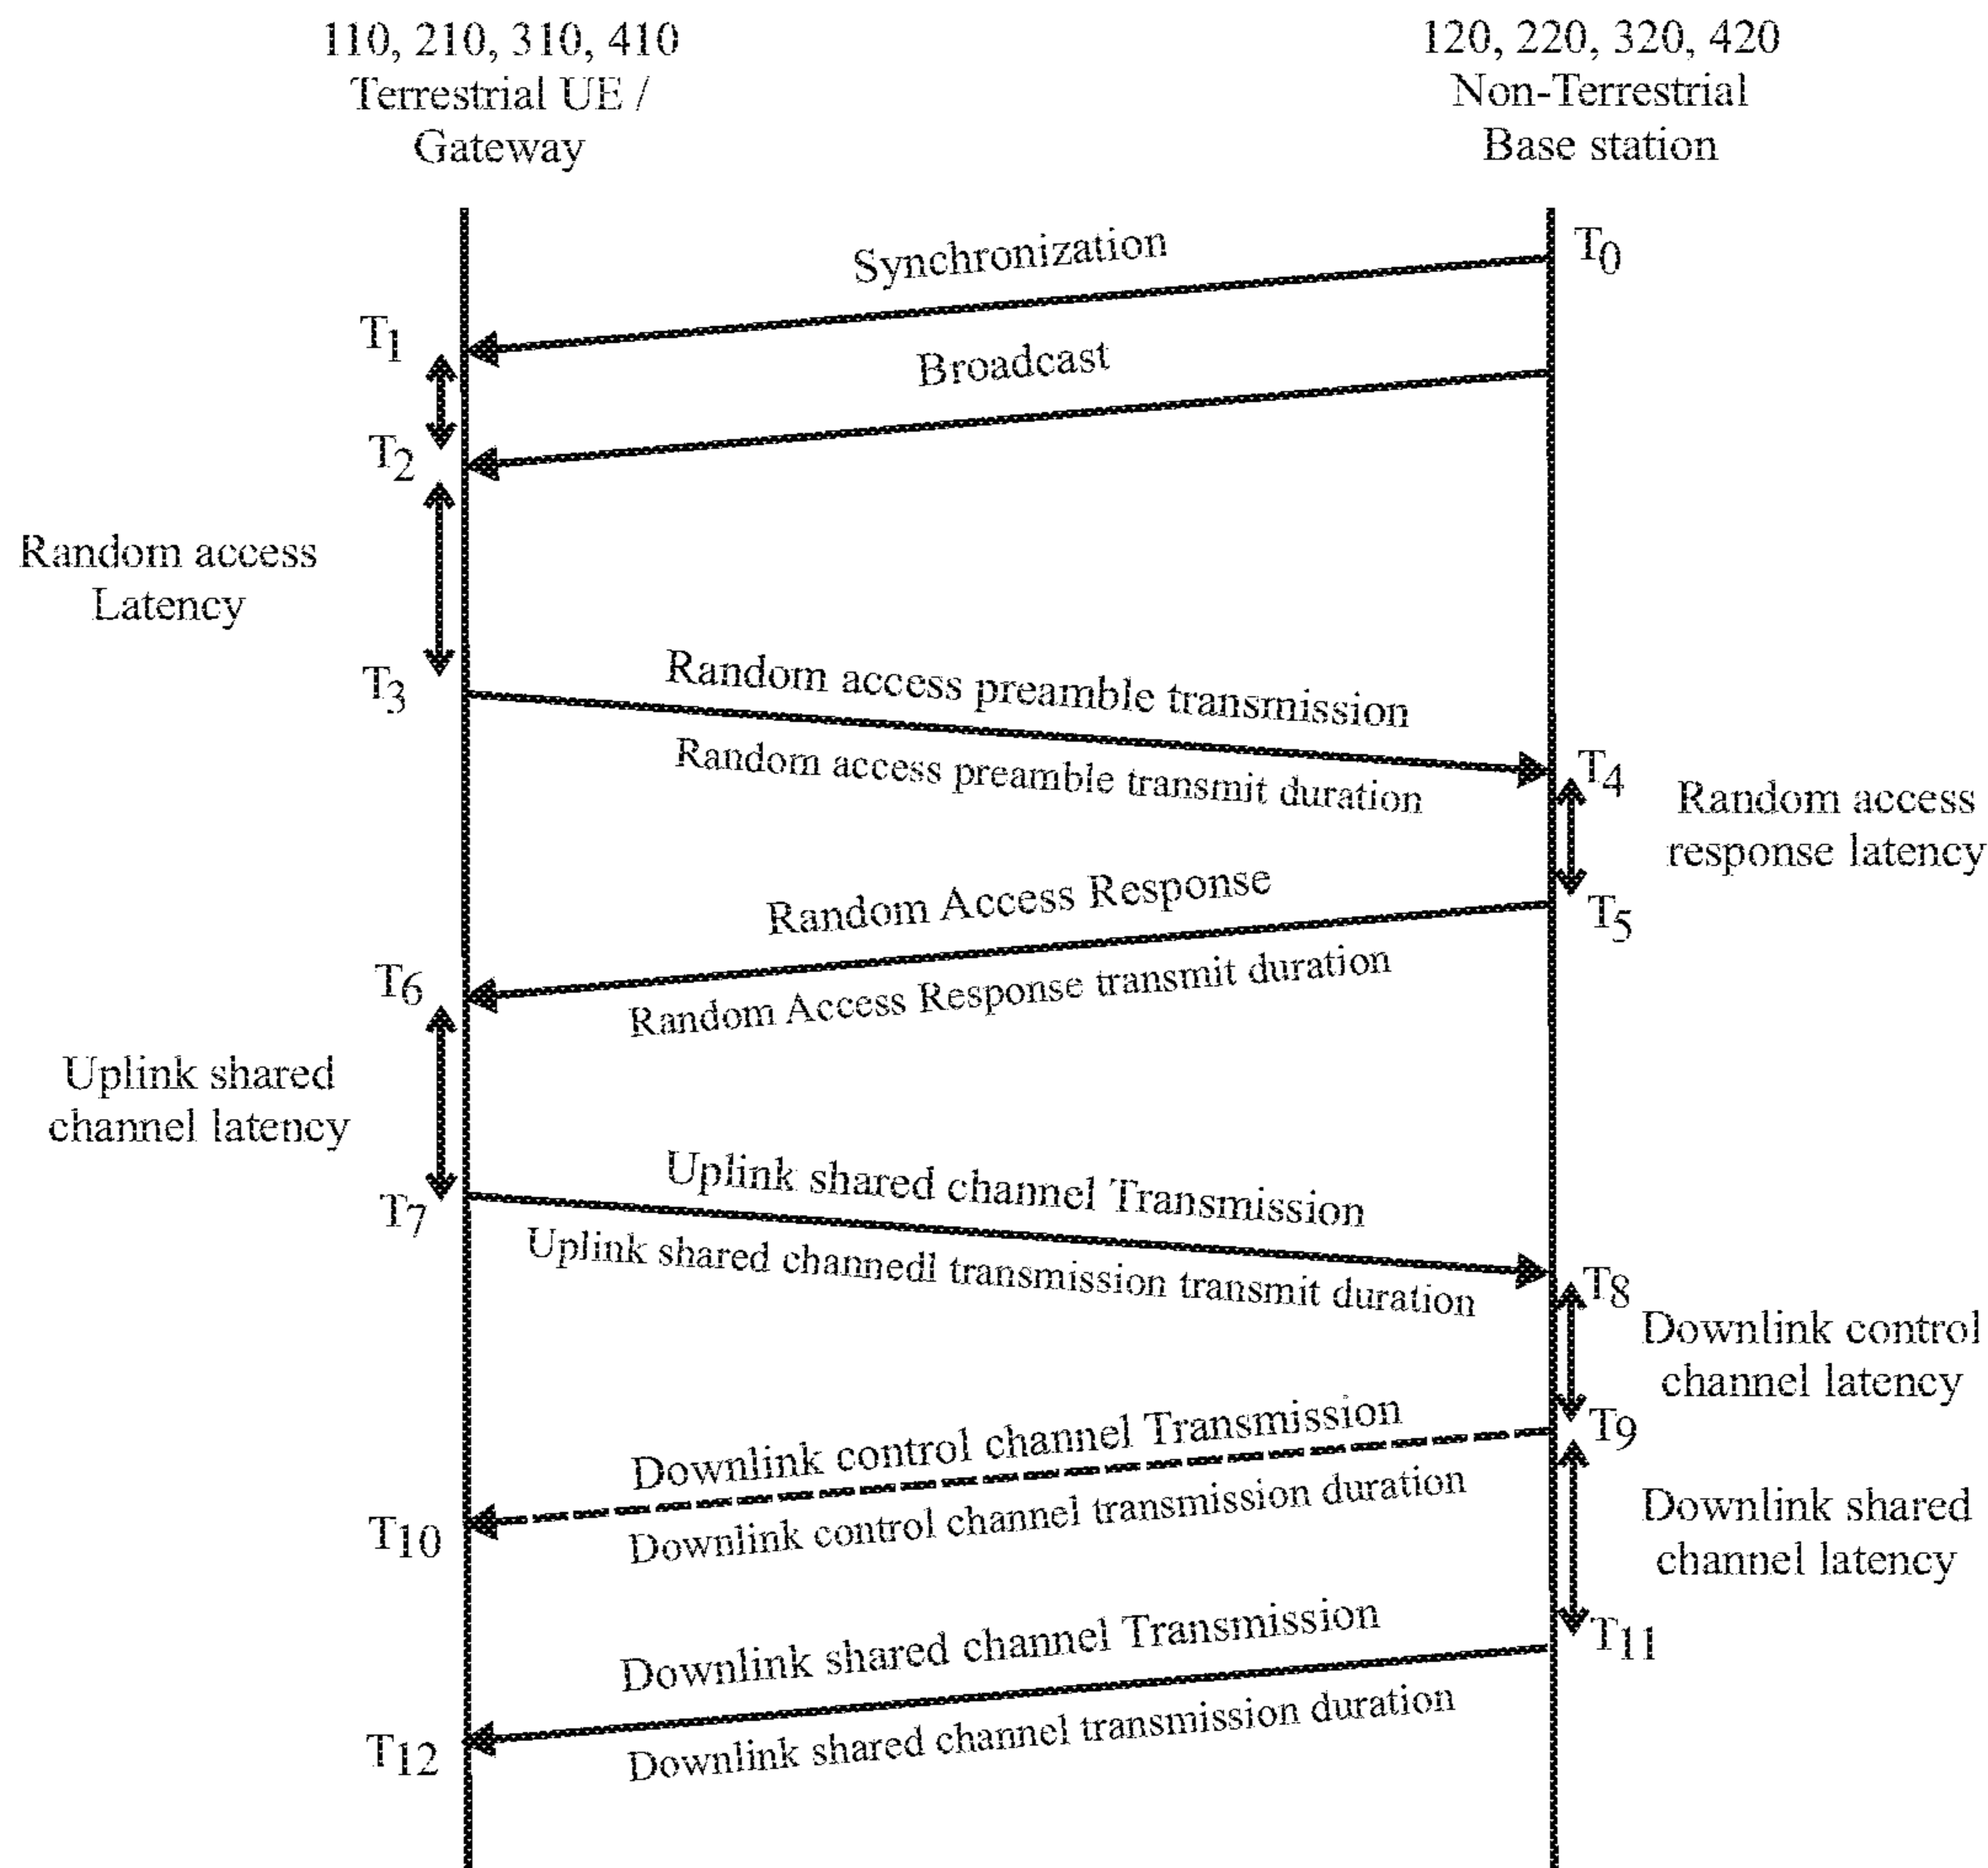 110, 210, 310, 410
Terrestrial UE /
Gateway
120, 220, 320, 420
Non-Terrestrial
Base station
T0
Synchronization
T1
Broadcast
T2
Random access
Latency
T3
Random access preamble transmission
Random access preamble transmit duration
T4
Random access
response latency
Random Access Response
T5
Random Access Response transmit duration
T6
Uplink shared
channel latency
T7
Uplink shared channel Transmission
Uplink shared channedl transmission transmit duration
T8
Downlink control
channel latency
Downlink control channel Transmission
T9
Downlink control channel transmission duration
T10
Downlink shared
channel latency
Downlink shared channel Transmission
T11
Downlink shared channel transmission duration
T12